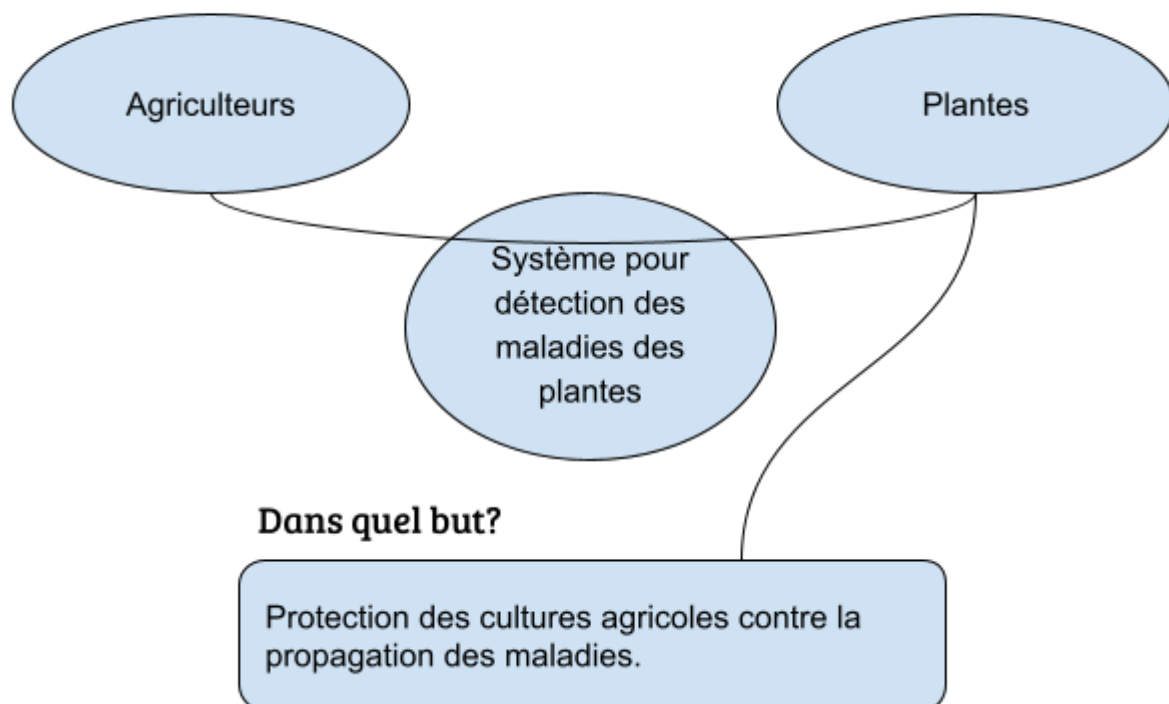 Agriculteurs
Plantes
Système pour
détection des
maladies des
plantes
Dans quel but?
Protection des cultures agricoles contre la
propagation des maladies.